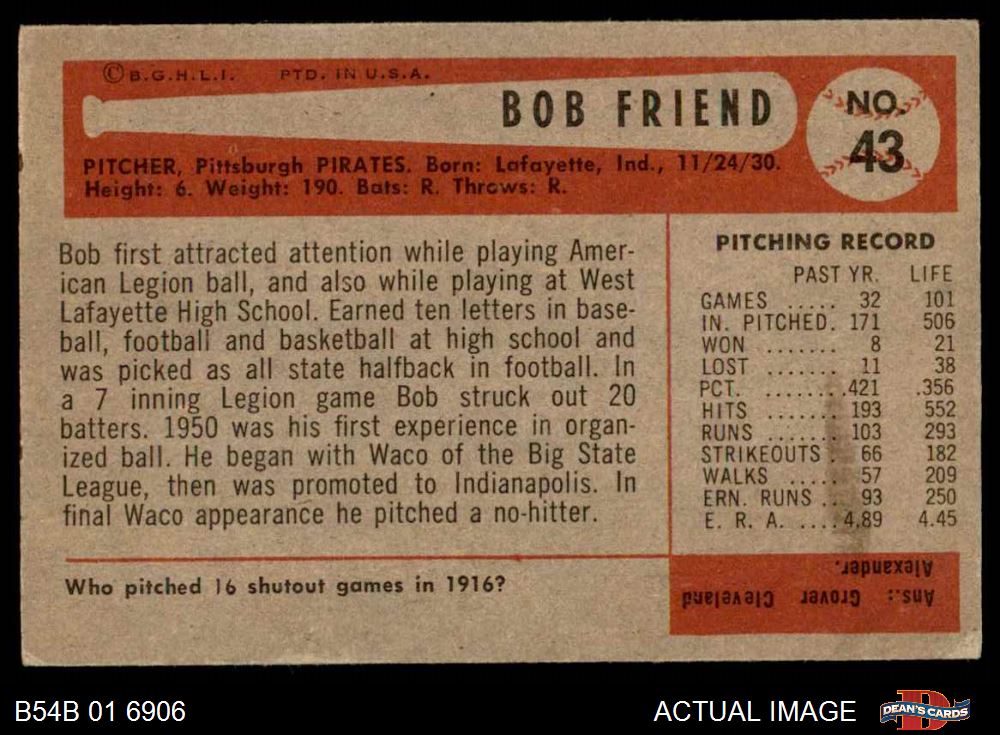 © B.G.H.L.I. PTD. IN U.S.A.
BOB FRIEND
NO.
43
PITCHER, Pittsburgh PIRATES. Born: Lafayette, Ind., 11/24/30.
Height: 6. Weight: 190. Bats: R. Throws: R.
Bob first attracted attention while playing Amer-
ican Legion ball, and also while playing at West
Lafayette High School. Earned ten letters in base-
ball, football and basketball at high school and
was picked as all state halfback in football. In
a 7 inning Legion game Bob struck out 20
batters. 1950 was his first experience in organ-
ized ball. He began with Waco of the Big State
League, then was promoted to Indianapolis. In
final Waco appearance he pitched a no-hitter.
PITCHING RECORD
PAST YR. LIFE
GAMES ..... 32 101
IN. PITCHED. 171 506
WON ....... 8 21
LOST ....... 11 38
PCT. ........421 .356
HITS ....... 193 552
RUNS ....... 103 293
STRIKEOUTS . 66 182
WALKS ..... 57 209
ERN. RUNS .. 93 250
E. R. A. ....4.89 4.45
Who pitched 16 shutout games in 1916?
Ans.: Grover Cleveland
Alexander.
B54B 01 6906
ACTUAL IMAGE
D
DEAN'S CARDS